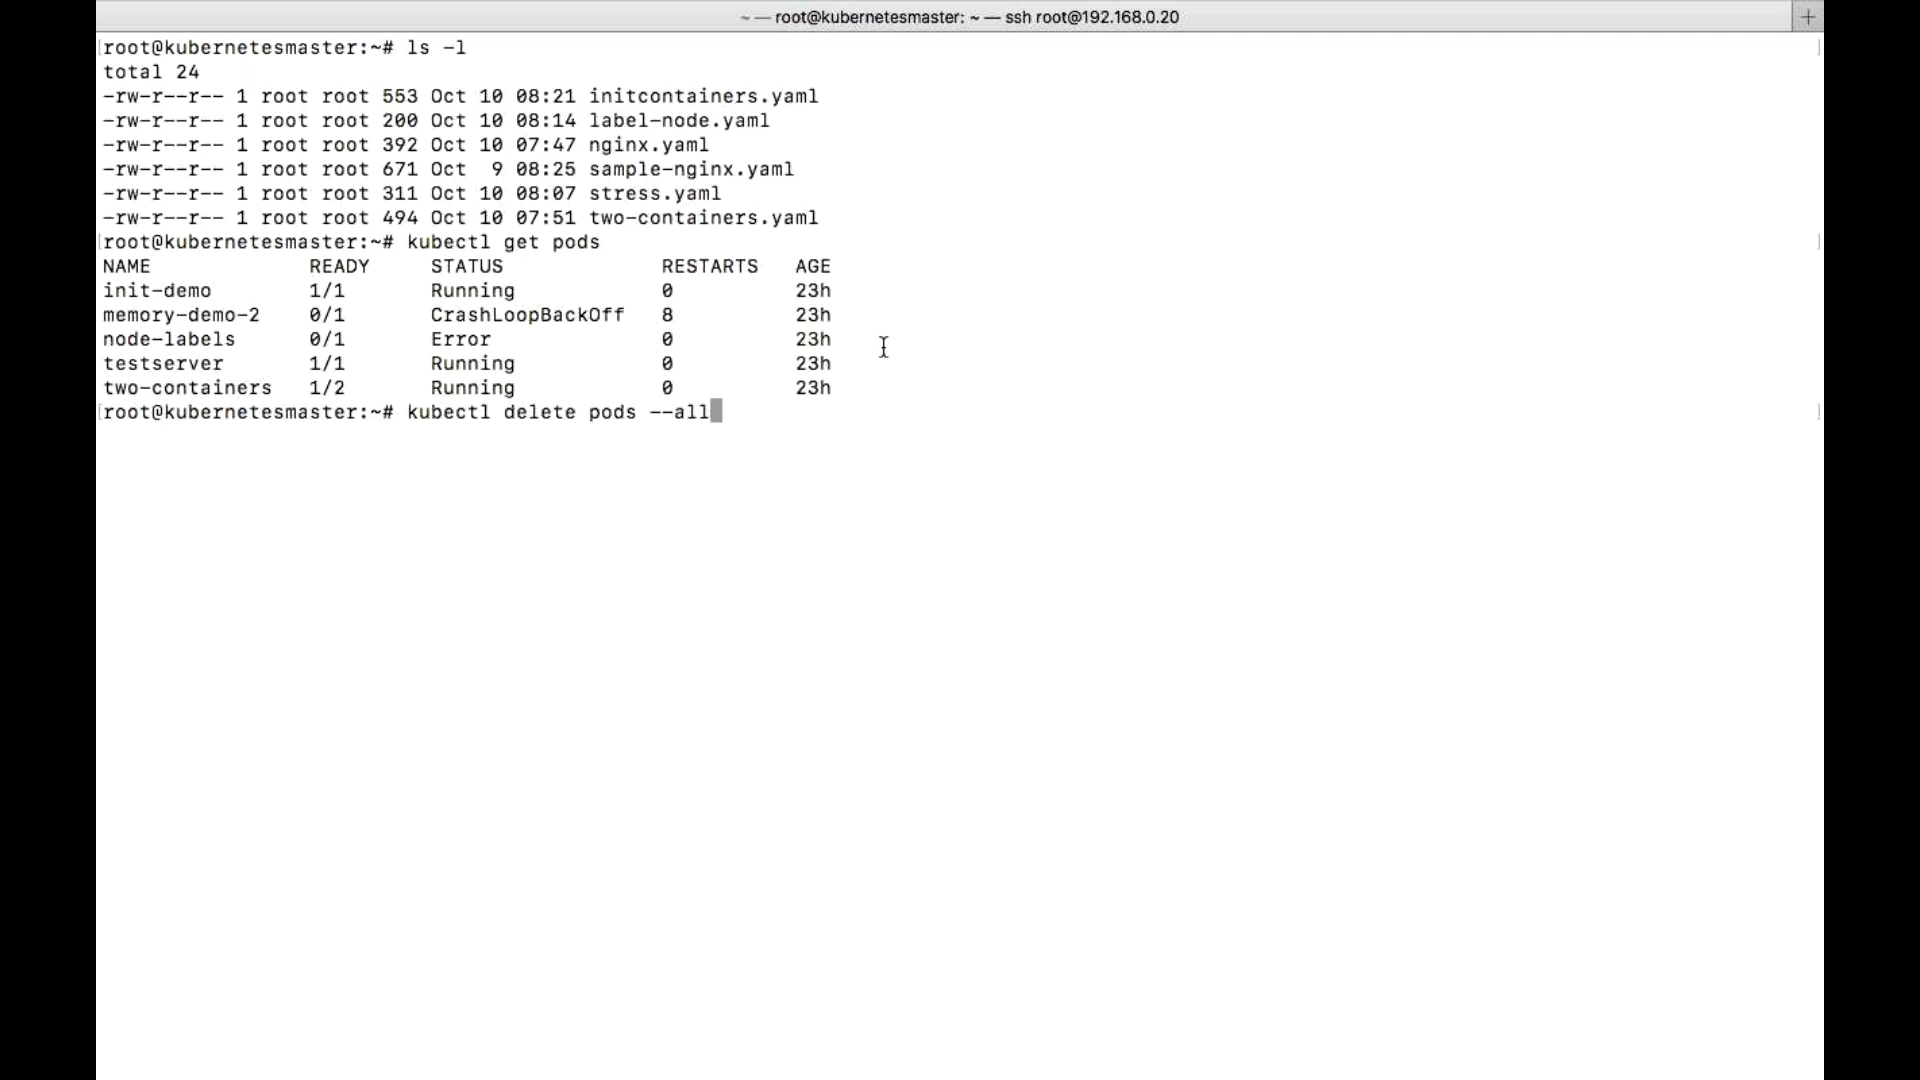 ~ — root@kubernetesmaster: ~ — ssh root@192.168.0.20
root@kubernetesmaster:~# ls -l
total 24
-rw-r--r-- 1 root root 553 Oct 10 08:21 initcontainers.yaml
-rw-r--r-- 1 root root 200 Oct 10 08:14 label-node.yaml
-rw-r--r-- 1 root root 392 Oct 10 07:47 nginx.yaml
-rw-r--r-- 1 root root 671 Oct  9 08:25 sample-nginx.yaml
-rw-r--r-- 1 root root 311 Oct 10 08:07 stress.yaml
-rw-r--r-- 1 root root 494 Oct 10 07:51 two-containers.yaml
root@kubernetesmaster:~# kubectl get pods
NAME             READY     STATUS             RESTARTS   AGE
init-demo        1/1       Running            0          23h
memory-demo-2    0/1       CrashLoopBackOff   8          23h
node-labels      0/1       Error              0          23h
testserver       1/1       Running            0          23h
two-containers   1/2       Running            0          23h
root@kubernetesmaster:~# kubectl delete pods --all